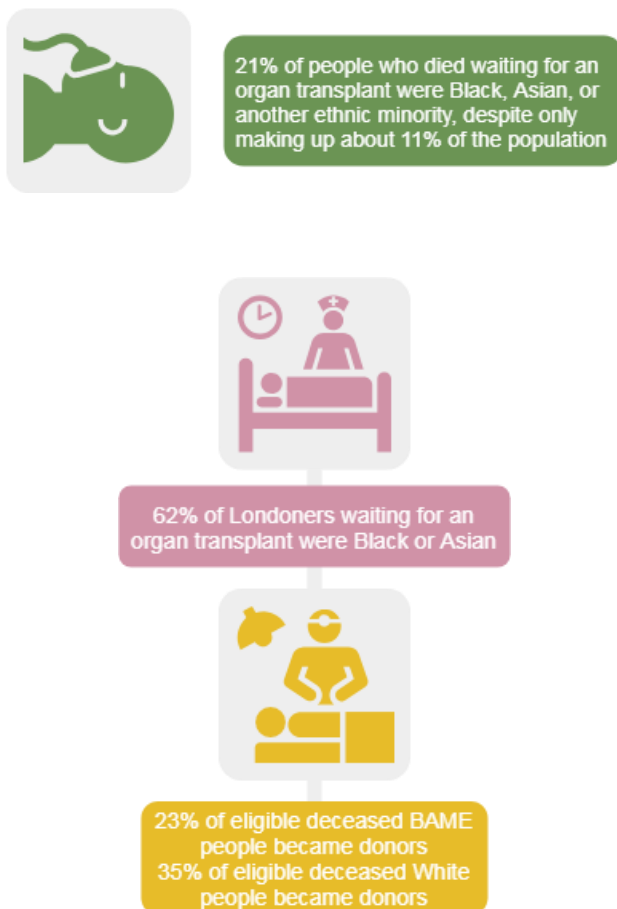 21% of people who died waiting for an
organ transplant were Black, Asian, or
another ethnic minority, despite only
making up about 11% of the population
62% of Londoners waiting for an
organ transplant were Black or Asian
23% of eligible deceased BAME
people became donors
35% of eligible deceased White
people became donors